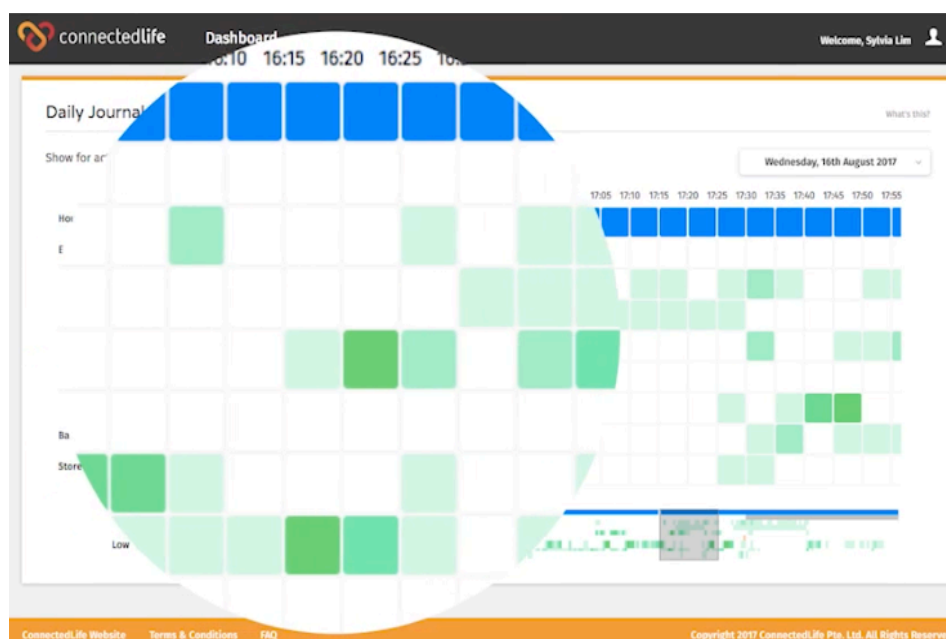 connectedlife
Dashboard
Welcome, Sylvia Lim
16:15 16:20 16:25
Daily Journal
What's this?
Show for
Wednesday, 16th August 2017
17:05 17:10 17:15 17:20 17:25 17:30 17:35 17:40 17:45 17:50 17:55
Ba
Store
Low
ConnectedLife Website Terms & Conditions FAQ
Copyright 2017 ConnectedLife Pte. Ltd. All Rights Reserve